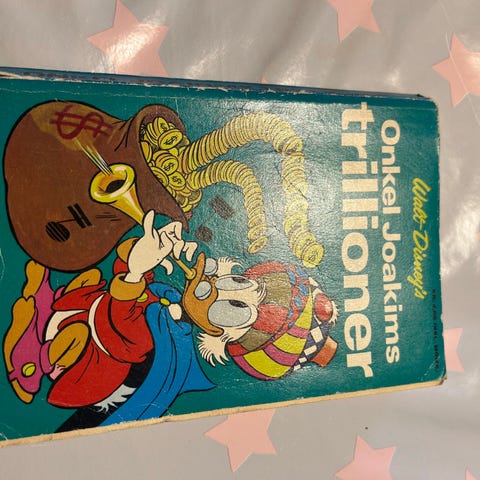 Walt Disney's
Onkel Joakims
trillioner
$